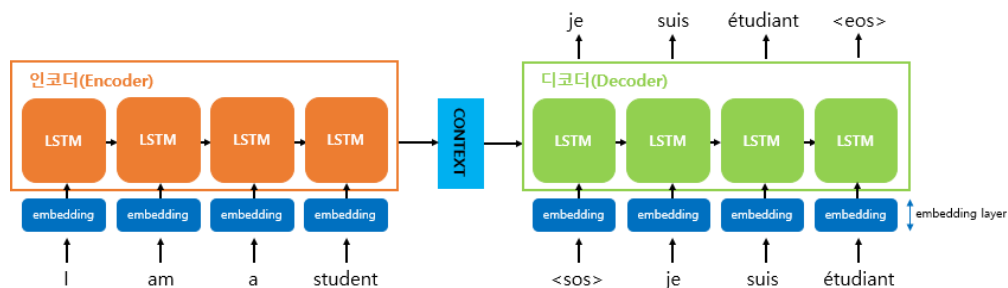 je suis étudiant <eos>
인코더(Encoder)
디코더(Decoder)
LSTM LSTM LSTM LSTM
CONTEXT
LSTM LSTM LSTM LSTM
embedding embedding embedding embedding
embedding embedding embedding embedding
embedding layer
I am a student
<sos> je suis étudiant